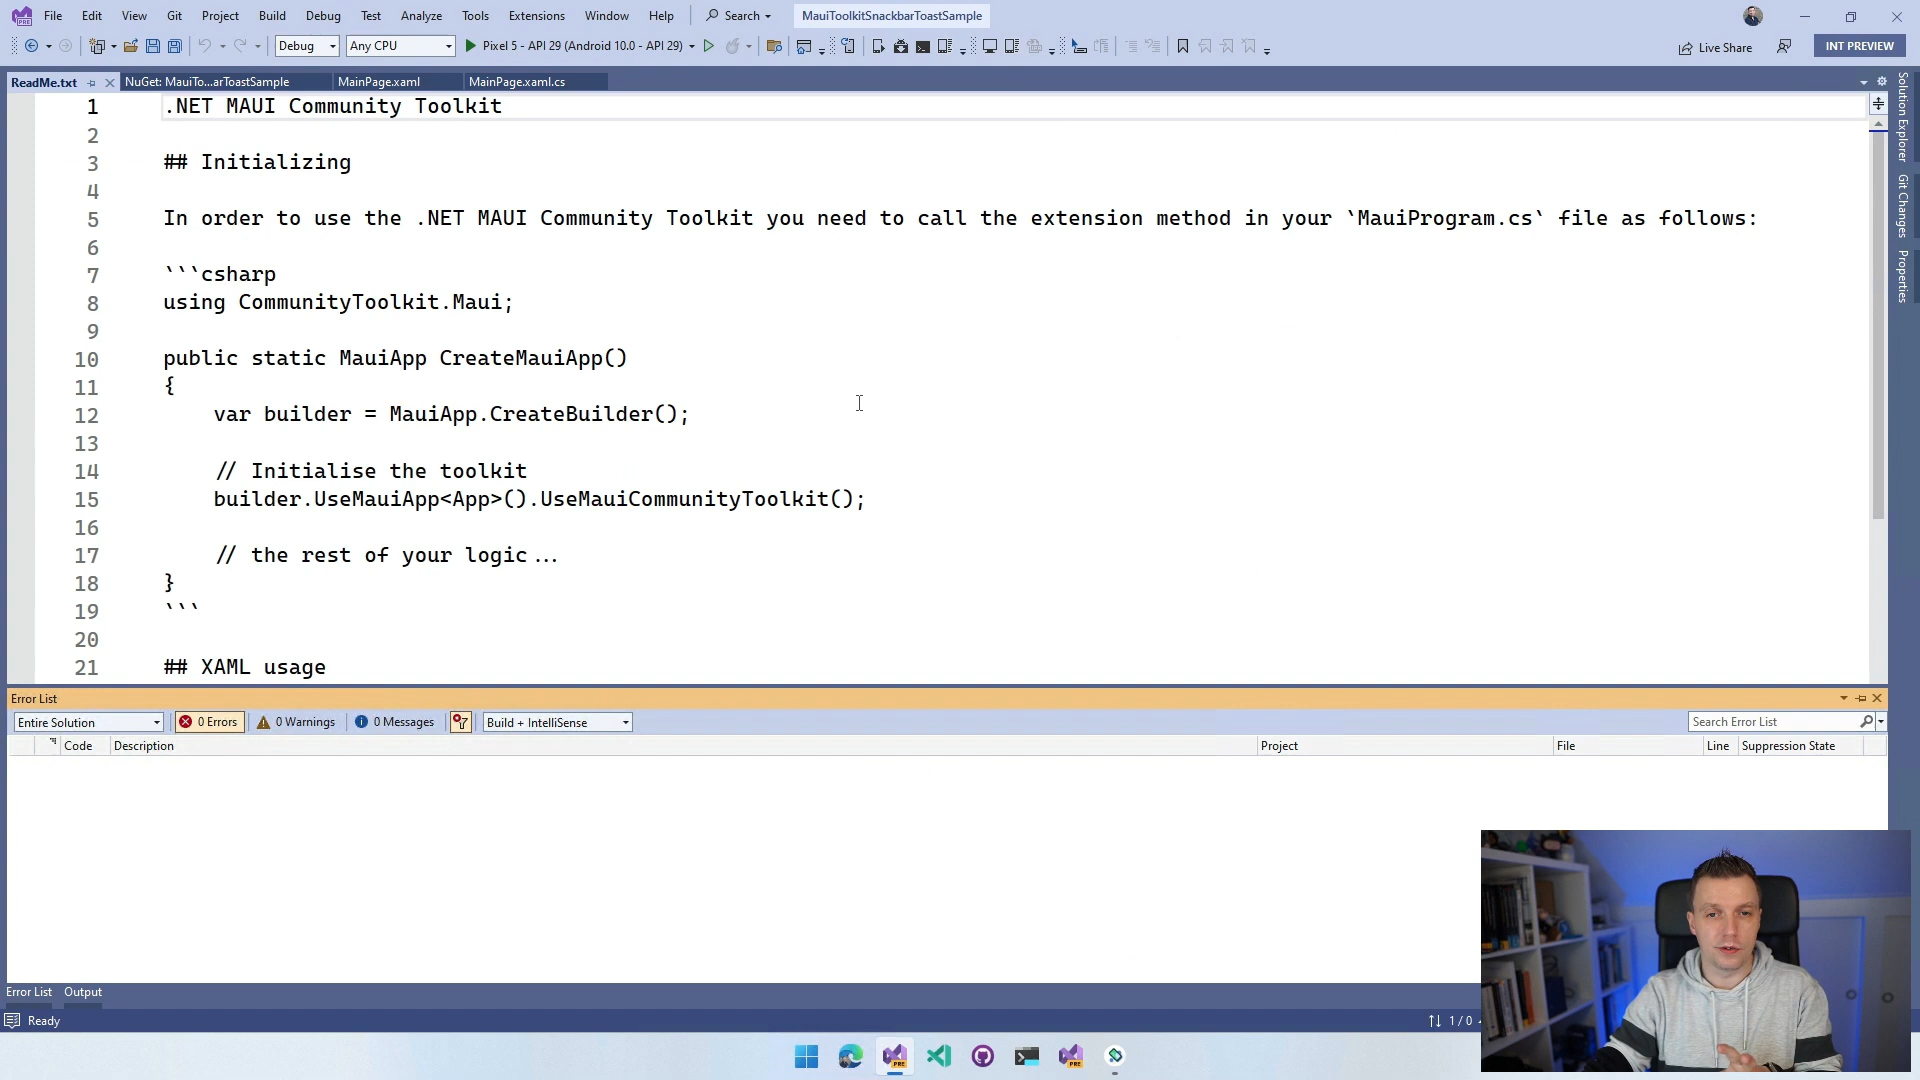 File Edit View Git Project Build Debug Test Analyze Tools Extensions Window Help Search MauiToolkitSnackbarToastSample
Debug Any CPU Pixel 5 - API 29 (Android 10.0 - API 29) Live Share INT PREVIEW
ReadMe.txt NuGet: MauiTo...arToastSample MainPage.xaml MainPage.xaml.cs
1 .NET MAUI Community Toolkit
2
3 ## Initializing
4
5 In order to use the .NET MAUI Community Toolkit you need to call the extension method in your `MauiProgram.cs` file as follows:
6
7 ```csharp
8 using CommunityToolkit.Maui;
9
10 public static MauiApp CreateMauiApp()
11 {
12 var builder = MauiApp.CreateBuilder();
13
14 // Initialise the toolkit
15 builder.UseMauiApp<App>().UseMauiCommunityToolkit();
16
17 // the rest of your logic...
18 }
19 ```
20
21 ## XAML usage
Solution Explorer
Git Changes
Properties
Error List
Entire Solution 0 Errors 0 Warnings 0 Messages Build + IntelliSense Search Error List
Code Description Project File Line Suppression State
Error List Output
Ready 1 / 0
PRE PRE